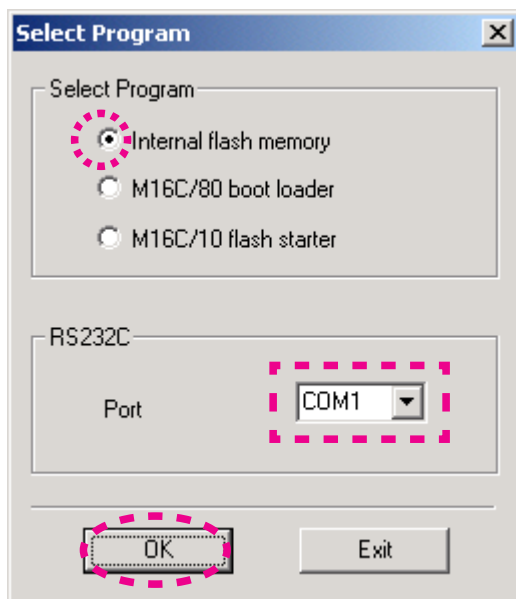 Select Program
Select Program
Internal flash memory
M16C/80 boot loader
M16C/10 flash starter
RS232C
Port COM1
OK Exit